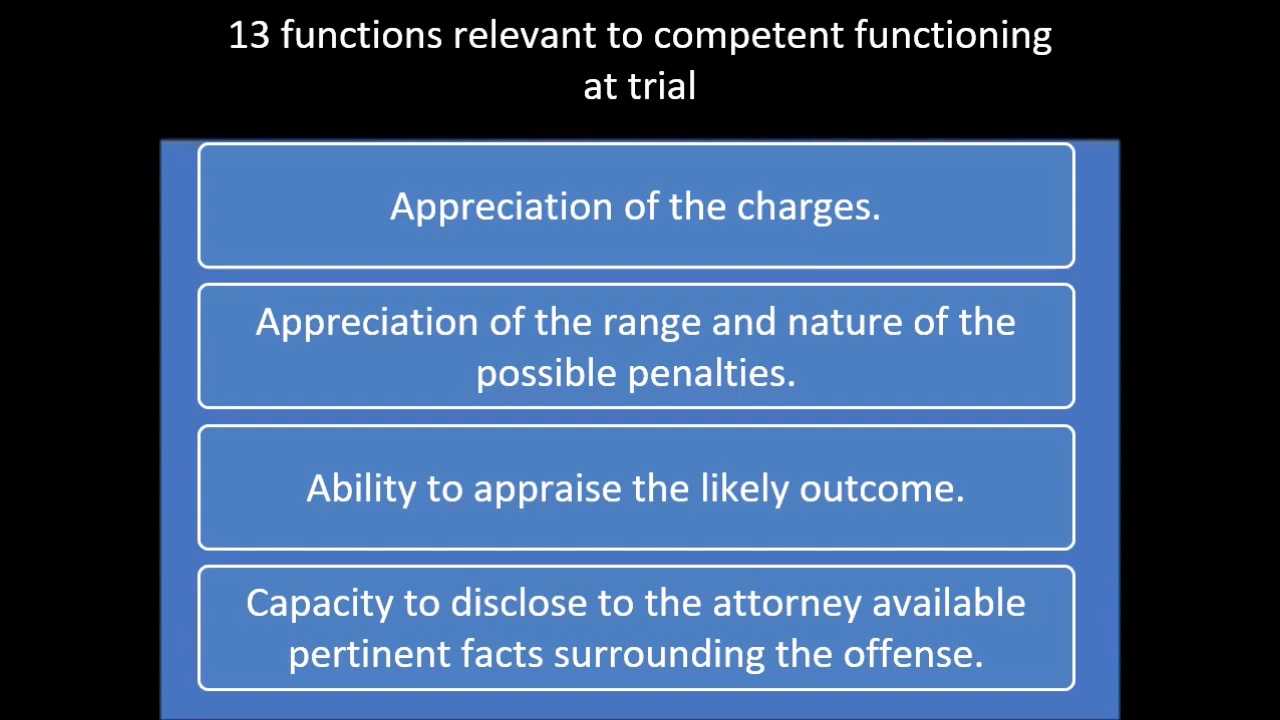 13 functions relevant to competent functioning
at trial
Appreciation of the charges.
Appreciation of the range and nature of the
possible penalties.
Ability to appraise the likely outcome.
Capacity to disclose to the attorney available
pertinent facts surrounding the offense.